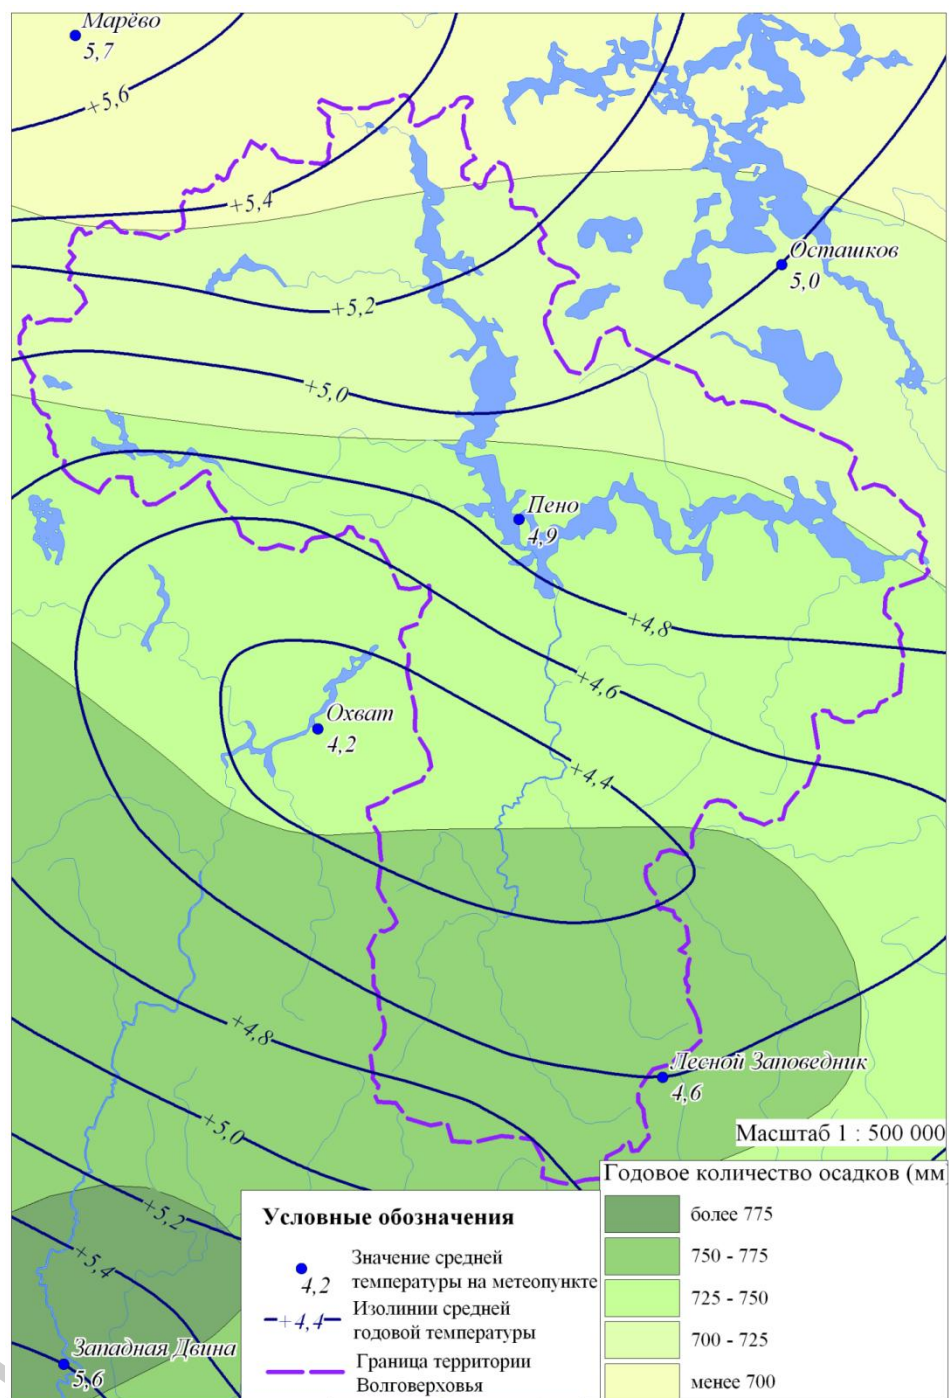 Марёво
5,7
+5,6
+5,4
Осташков
5,0
+5,2
+5,0
Пено
4,9
+4,8
+4,6
Охват
4,2
+4,4
+4,8
Лесной Заповедник
4,6
+5,0
Масштаб 1 : 500 000
+5,2
+5,4
Западная Двина
5,6
Условные обозначения
4,2
Значение средней
температуры на метеопункте
+4,4
Изолинии средней
годовой температуры
Граница территории
Волговерховья
Годовое количество осадков (мм
более 775
750 - 775
725 - 750
700 - 725
менее 700